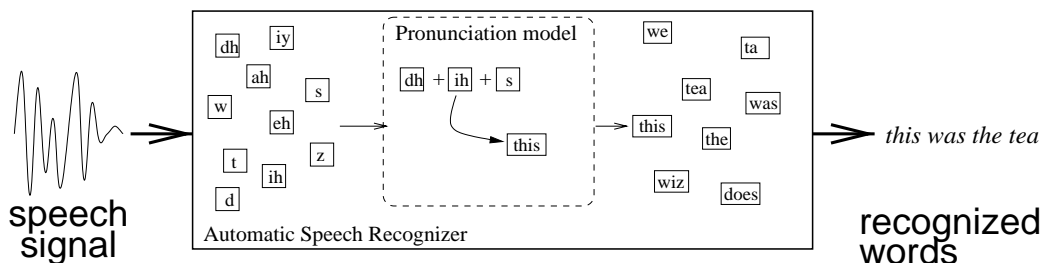 speech
signal
dh
iy
ah
s
w
eh
t
z
ih
d
Pronunciation model
dh + ih + s
this
we
ta
tea
was
this
the
wiz
does
Automatic Speech Recognizer
this was the tea
recognized
words